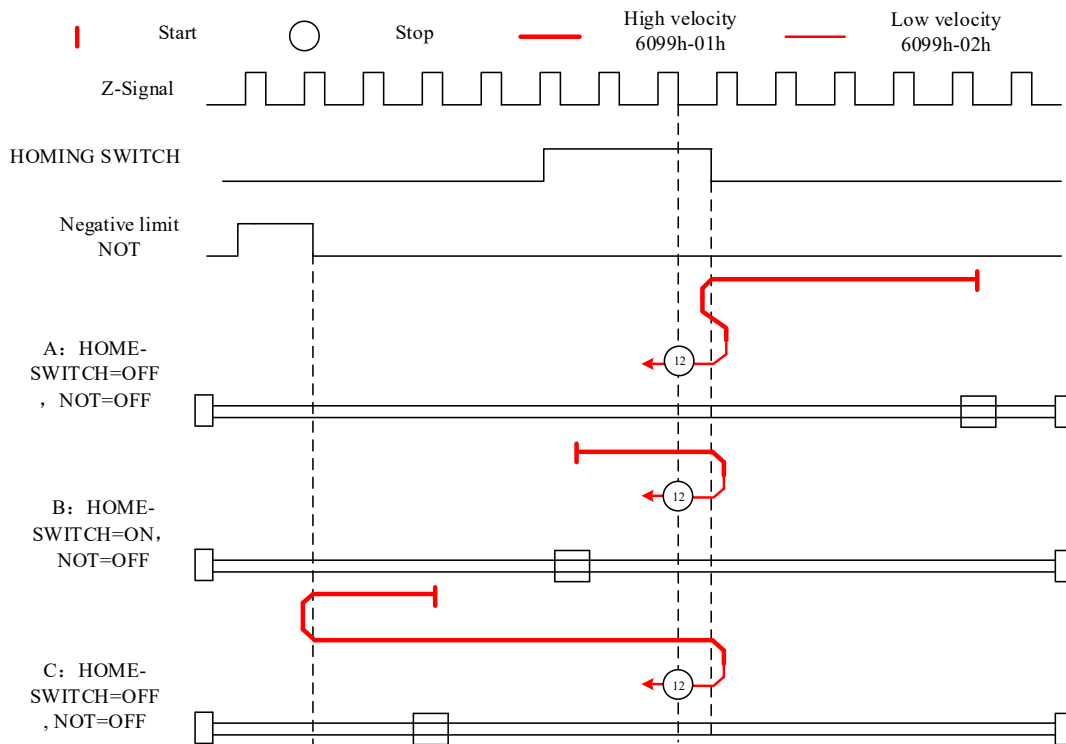 Start
Stop
High velocity
6099h-01h
Low velocity
6099h-02h
Z-Signal
HOMING SWITCH
Negative limit
NOT
12
A：HOME-
SWITCH=OFF
, NOT=OFF
12
B：HOME-
SWITCH=ON,
NOT=OFF
12
C：HOME-
SWITCH=OFF
, NOT=OFF